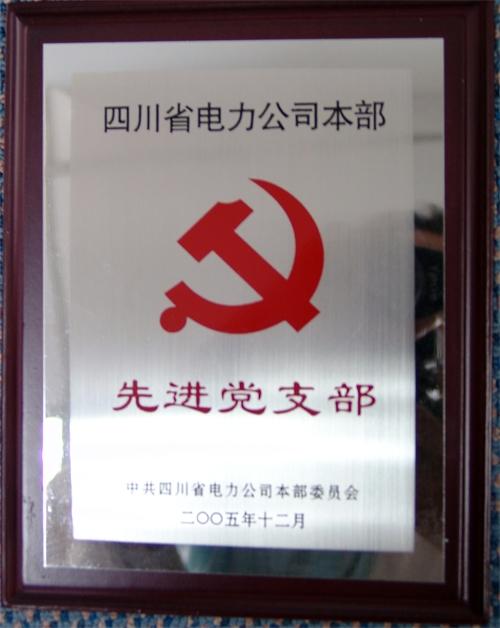 四川省电力公司本部
先进党支部
中共四川省电力公司本部委员会
二〇〇五年十二月